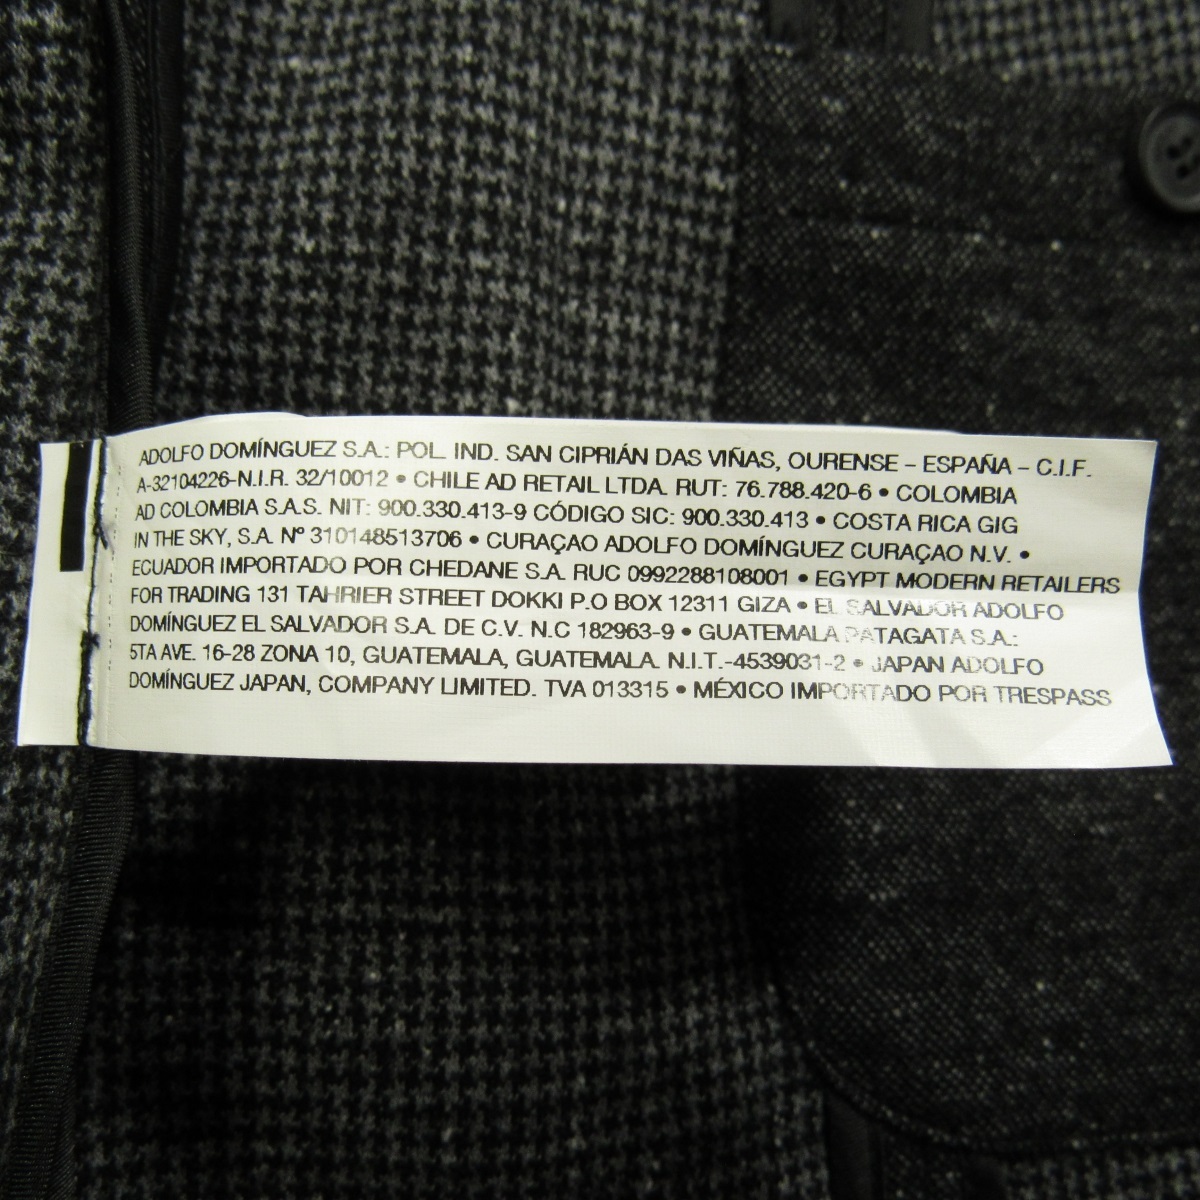 ADOLFO DOMÍNGUEZ S.A.: POL. IND. SAN CIPRIÁN DAS VIÑAS, OURENSE – ESPAÑA – C.I.F.
A-32104226-N.I.R. 32/10012 • CHILE AD RETAIL LTDA. RUT: 76.788.420-6 • COLOMBIA
AD COLOMBIA S.A.S. NIT: 900.330.413-9 CÓDIGO SIC: 900.330.413 • COSTA RICA GIG
IN THE SKY, S.A. Nº 310148513706 • CURAÇAO ADOLFO DOMÍNGUEZ CURAÇAO N.V. •
ECUADOR IMPORTADO POR CHEDANE S.A. RUC 0992288108001 • EGYPT MODERN RETAILERS
FOR TRADING 131 TAHRIER STREET DOKKI P.O BOX 12311 GIZA • EL SALVADOR ADOLFO
DOMÍNGUEZ EL SALVADOR S.A. DE C.V. N.C 182963-9 • GUATEMALA PATAGATA S.A.:
5TA AVE. 16-28 ZONA 10, GUATEMALA, GUATEMALA. N.I.T.-4539031-2 • JAPAN ADOLFO
DOMÍNGUEZ JAPAN, COMPANY LIMITED. TVA 013315 • MÉXICO IMPORTADO POR TRESPASS